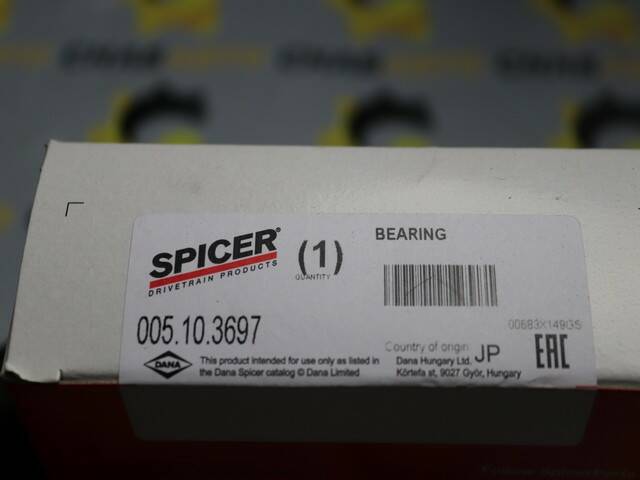 SPICER®
DRIVETRAIN PRODUCTS
(1)
QUANTITY
BEARING
005.10.3697
00683X149GS
DANA
This product intended for use only as listed in
the Dana Spicer catalog © Dana Limited
Country of origin JP
Dana Hungary Ltd.
Körtefa st, 9027 Győr, Hungary
EAC